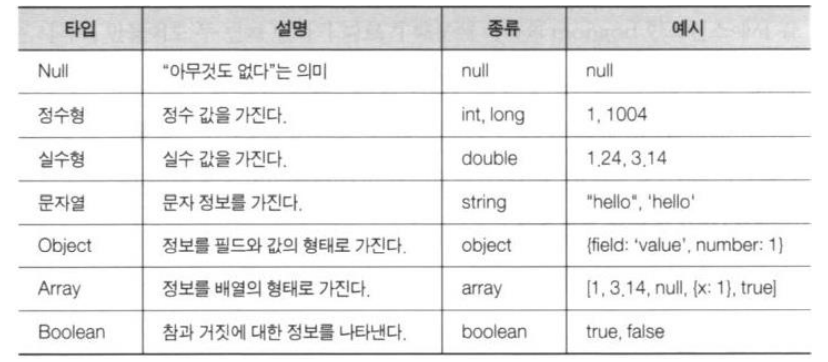 타입 설명 종류 예시
Null “아무것도 없다”는 의미 null null
정수형 정수 값을 가진다. int, long 1, 1004
실수형 실수 값을 가진다. double 1.24, 3.14
문자열 문자 정보를 가진다. string "hello", 'hello'
Object 정보를 필드와 값의 형태로 가진다. object {field: ‘value’, number: 1}
Array 정보를 배열의 형태로 가진다. array [1, 3.14, null, {x: 1}, true]
Boolean 참과 거짓에 대한 정보를 나타낸다. boolean true, false